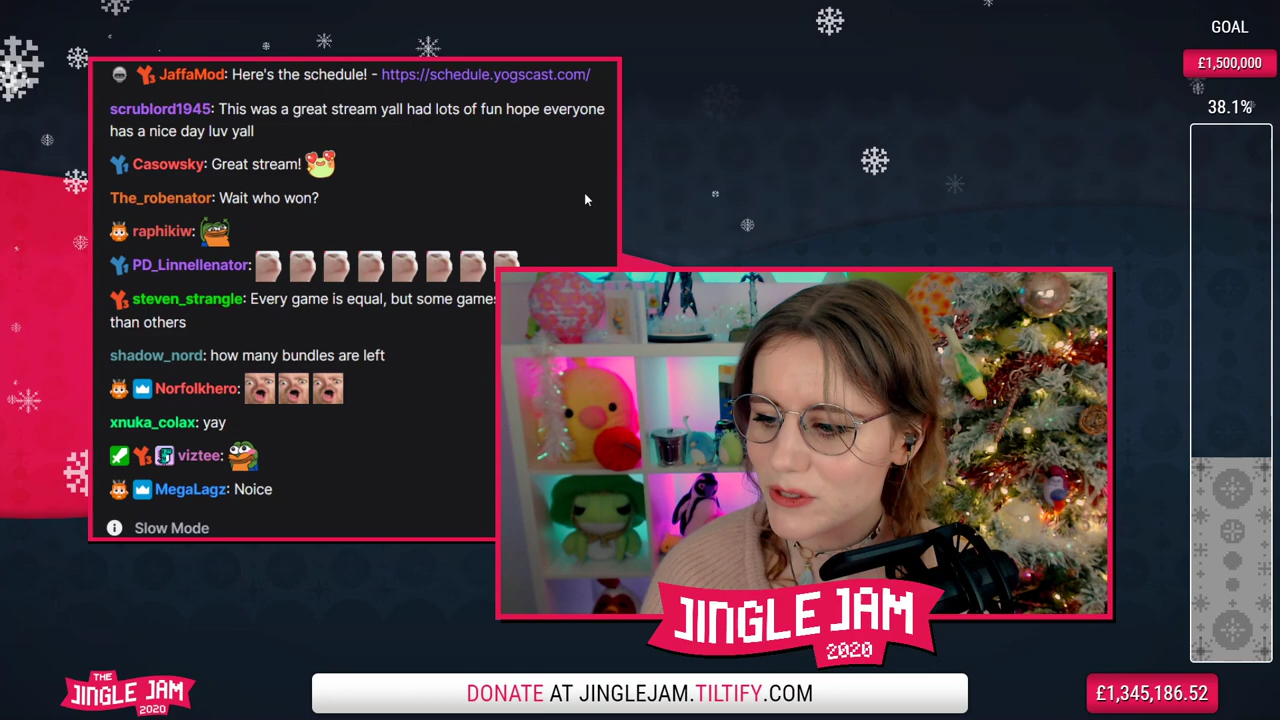 GOAL
£1,500,000
38.1%
JaffaMod: Here's the schedule! - https://schedule.yogscast.com/
scrublord1945: This was a great stream yall had lots of fun hope everyone
has a nice day luv yall
Casowsky: Great stream!
The_robenator: Wait who won?
raphikiw:
PD_Linnellenator:
steven_strangle: Every game is equal, but some games
than others
shadow_nord: how many bundles are left
Norfolkhero:
xnuka_colax: yay
viztee:
MegaLagz: Noice
Slow Mode
JINGLE JAM
2020
THE
JINGLE JAM
2020
DONATE AT JINGLEJAM.TILTIFY.COM
£1,345,186.52